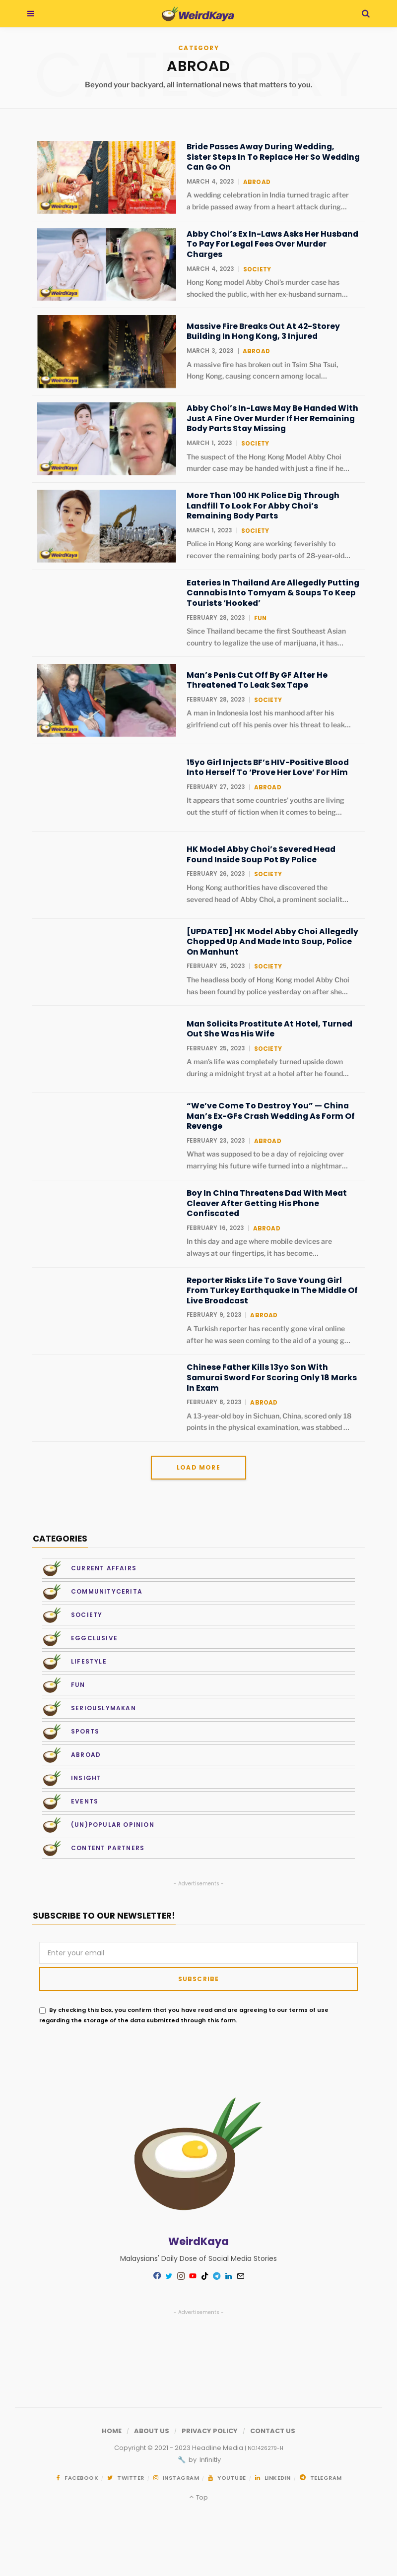 WeirdKaya
CATEGORY
CATEGORY
ABROAD
Beyond your backyard, all international news that matters to you.
WeirdKaya
Bride Passes Away During Wedding,
Sister Steps In To Replace Her So Wedding
Can Go On
MARCH 4, 2023 | ABROAD
A wedding celebration in India turned tragic after
a bride passed away from a heart attack during...
WeirdKaya
Abby Choi's Ex In-Laws Asks Her Husband
To Pay For Legal Fees Over Murder
Charges
MARCH 4, 2023 | SOCIETY
Hong Kong model Abby Choi's murder case has
shocked the public, with her ex-husband surnam...
WeirdKaya
Massive Fire Breaks Out At 42-Storey
Building In Hong Kong, 3 Injured
MARCH 3, 2023 | ABROAD
A massive fire has broken out in Tsim Sha Tsui,
Hong Kong, causing concern among local...
WeirdKaya
Abby Choi's In-Laws May Be Handed With
Just A Fine Over Murder If Her Remaining
Body Parts Stay Missing
MARCH 1, 2023 | SOCIETY
The suspect of the Hong Kong Model Abby Choi
murder case may be handed with just a fine if he...
WeirdKaya
More Than 100 HK Police Dig Through
Landfill To Look For Abby Choi's
Remaining Body Parts
MARCH 1, 2023 | SOCIETY
Police in Hong Kong are working feverishly to
recover the remaining body parts of 28-year-old...
Eateries In Thailand Are Allegedly Putting
Cannabis Into Tomyam & Soups To Keep
Tourists 'Hooked'
FEBRUARY 28, 2023 | FUN
Since Thailand became the first Southeast Asian
country to legalize the use of marijuana, it has...
WeirdKaya
Man's Penis Cut Off By GF After He
Threatened To Leak Sex Tape
FEBRUARY 28, 2023 | SOCIETY
A man in Indonesia lost his manhood after his
girlfriend cut off his penis over his threat to leak...
15yo Girl Injects BF's HIV-Positive Blood
Into Herself To 'Prove Her Love' For Him
FEBRUARY 27, 2023 | ABROAD
It appears that some countries' youths are living
out the stuff of fiction when it comes to being...
HK Model Abby Choi's Severed Head
Found Inside Soup Pot By Police
FEBRUARY 26, 2023 | SOCIETY
Hong Kong authorities have discovered the
severed head of Abby Choi, a prominent socialit...
[UPDATED] HK Model Abby Choi Allegedly
Chopped Up And Made Into Soup, Police
On Manhunt
FEBRUARY 25, 2023 | SOCIETY
The headless body of Hong Kong model Abby Choi
has been found by police yesterday on after she...
Man Solicits Prostitute At Hotel, Turned
Out She Was His Wife
FEBRUARY 25, 2023 | SOCIETY
A man's life was completely turned upside down
during a midnight tryst at a hotel after he found...
"We've Come To Destroy You" — China
Man's Ex-GFs Crash Wedding As Form Of
Revenge
FEBRUARY 23, 2023 | ABROAD
What was supposed to be a day of rejoicing over
marrying his future wife turned into a nightmar...
Boy In China Threatens Dad With Meat
Cleaver After Getting His Phone
Confiscated
FEBRUARY 16, 2023 | ABROAD
In this day and age where mobile devices are
always at our fingertips, it has become...
Reporter Risks Life To Save Young Girl
From Turkey Earthquake In The Middle Of
Live Broadcast
FEBRUARY 9, 2023 | ABROAD
A Turkish reporter has recently gone viral online
after he was seen coming to the aid of a young g...
Chinese Father Kills 13yo Son With
Samurai Sword For Scoring Only 18 Marks
In Exam
FEBRUARY 8, 2023 | ABROAD
A 13-year-old boy in Sichuan, China, scored only 18
points in the physical examination, was stabbed ...
LOAD MORE
CATEGORIES
CURRENT AFFAIRS
COMMUNITYCERITA
SOCIETY
EGGCLUSIVE
LIFESTYLE
FUN
SERIOUSLYMAKAN
SPORTS
ABROAD
INSIGHT
EVENTS
(UN)POPULAR OPINION
CONTENT PARTNERS
- Advertisements -
SUBSCRIBE TO OUR NEWSLETTER!
Enter your email
SUBSCRIBE
By checking this box, you confirm that you have read and are agreeing to our terms of use
regarding the storage of the data submitted through this form.
WeirdKaya
Malaysians' Daily Dose of Social Media Stories
- Advertisements -
HOME / ABOUT US / PRIVACY POLICY / CONTACT US
Copyright © 2021 - 2023 Headline Media | NO.1426279-H
by Infinitly
FACEBOOK TWITTER INSTAGRAM YOUTUBE LINKEDIN TELEGRAM
Top